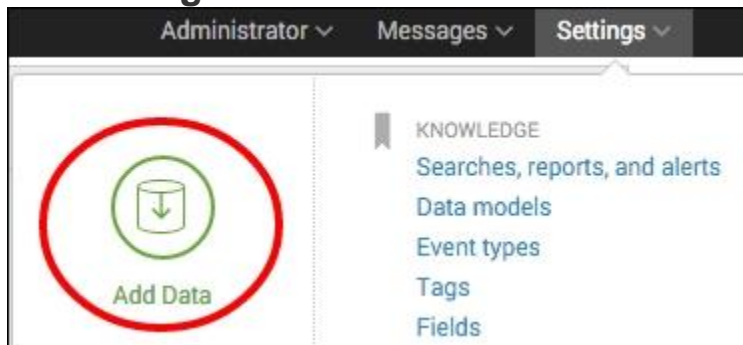 Administrator Messages Settings
KNOWLEDGE
Searches, reports, and alerts
Data models
Event types
Tags
Fields
Add Data